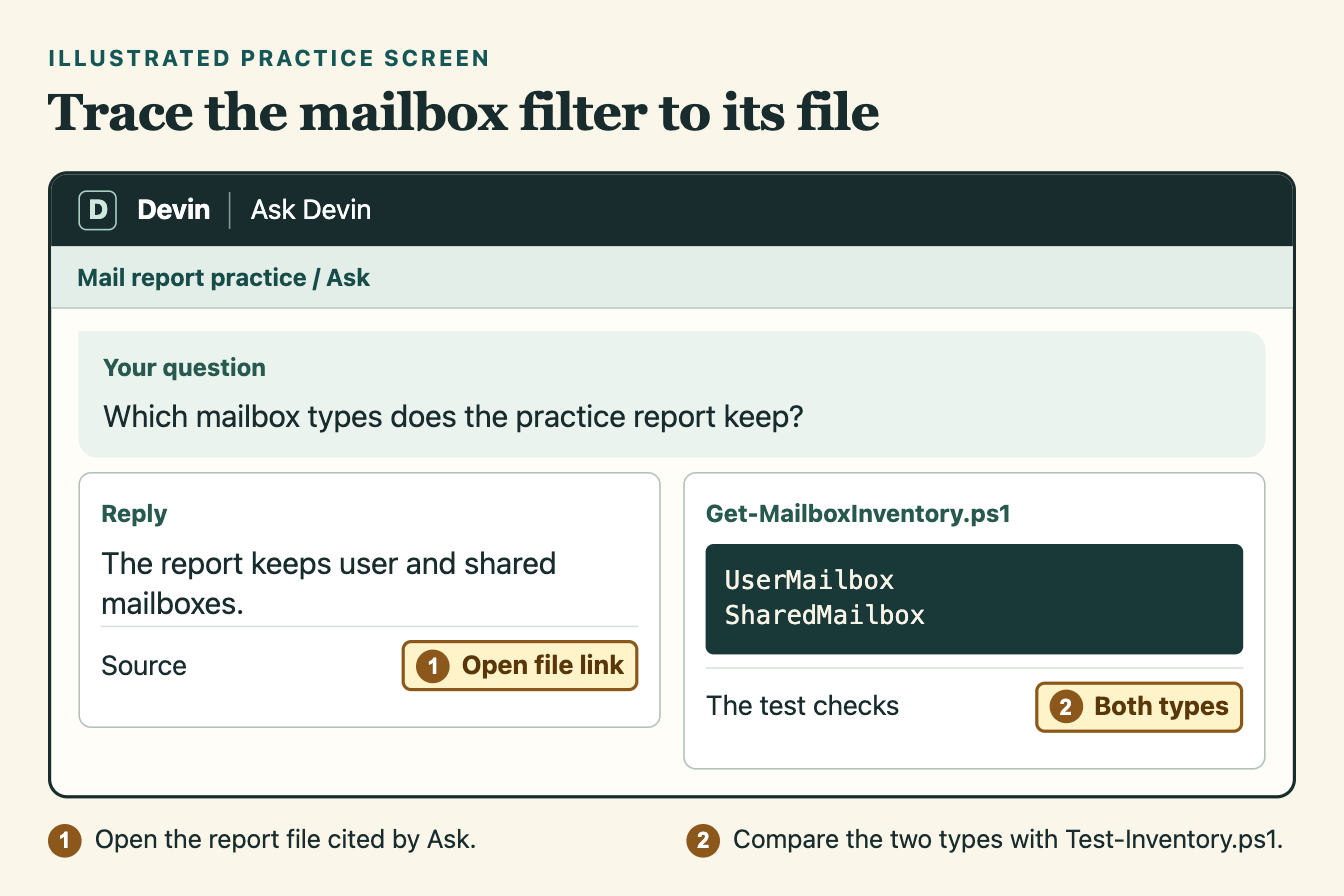 ILLUSTRATED PRACTICE SCREEN
Trace the mailbox filter to its file
D Devin Ask Devin
Mail report practice / Ask
Your question
Which mailbox types does the practice report keep?
Reply
The report keeps user and shared
mailboxes.
Source
1 Open file link
Get-MailboxInventory.ps1
UserMailbox
SharedMailbox
The test checks
2 Both types
1 Open the report file cited by Ask.
2 Compare the two types with Test-Inventory.ps1.